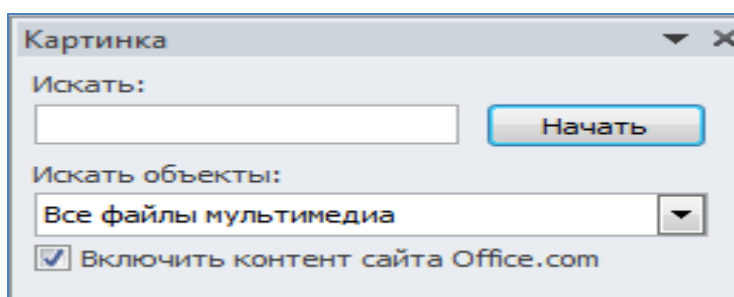 Картинка
Искать:
Начать
Искать объекты:
Все файлы мультимедиа
Включить контент сайта Office.com